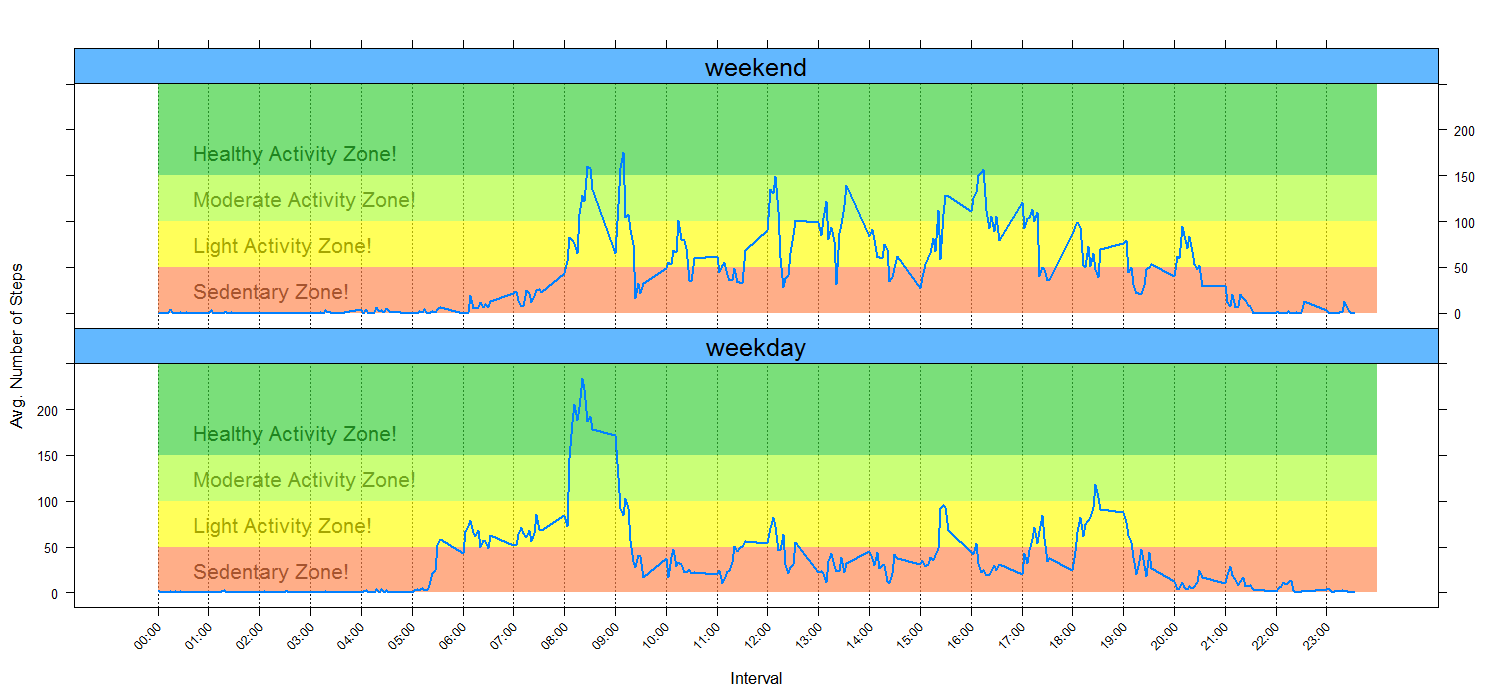 weekend
Healthy Activity Zone!
Moderate Activity Zone!
Light Activity Zone!
Sedentary Zone!
200
150
100
50
0
weekday
Healthy Activity Zone!
Moderate Activity Zone!
Light Activity Zone!
Sedentary Zone!
200
150
100
50
0
Avg. Number of Steps
00:00 01:00 02:00 03:00 04:00 05:00 06:00 07:00 08:00 09:00 10:00 11:00 12:00 13:00 14:00 15:00 16:00 17:00 18:00 19:00 20:00 21:00 22:00 23:00
Interval